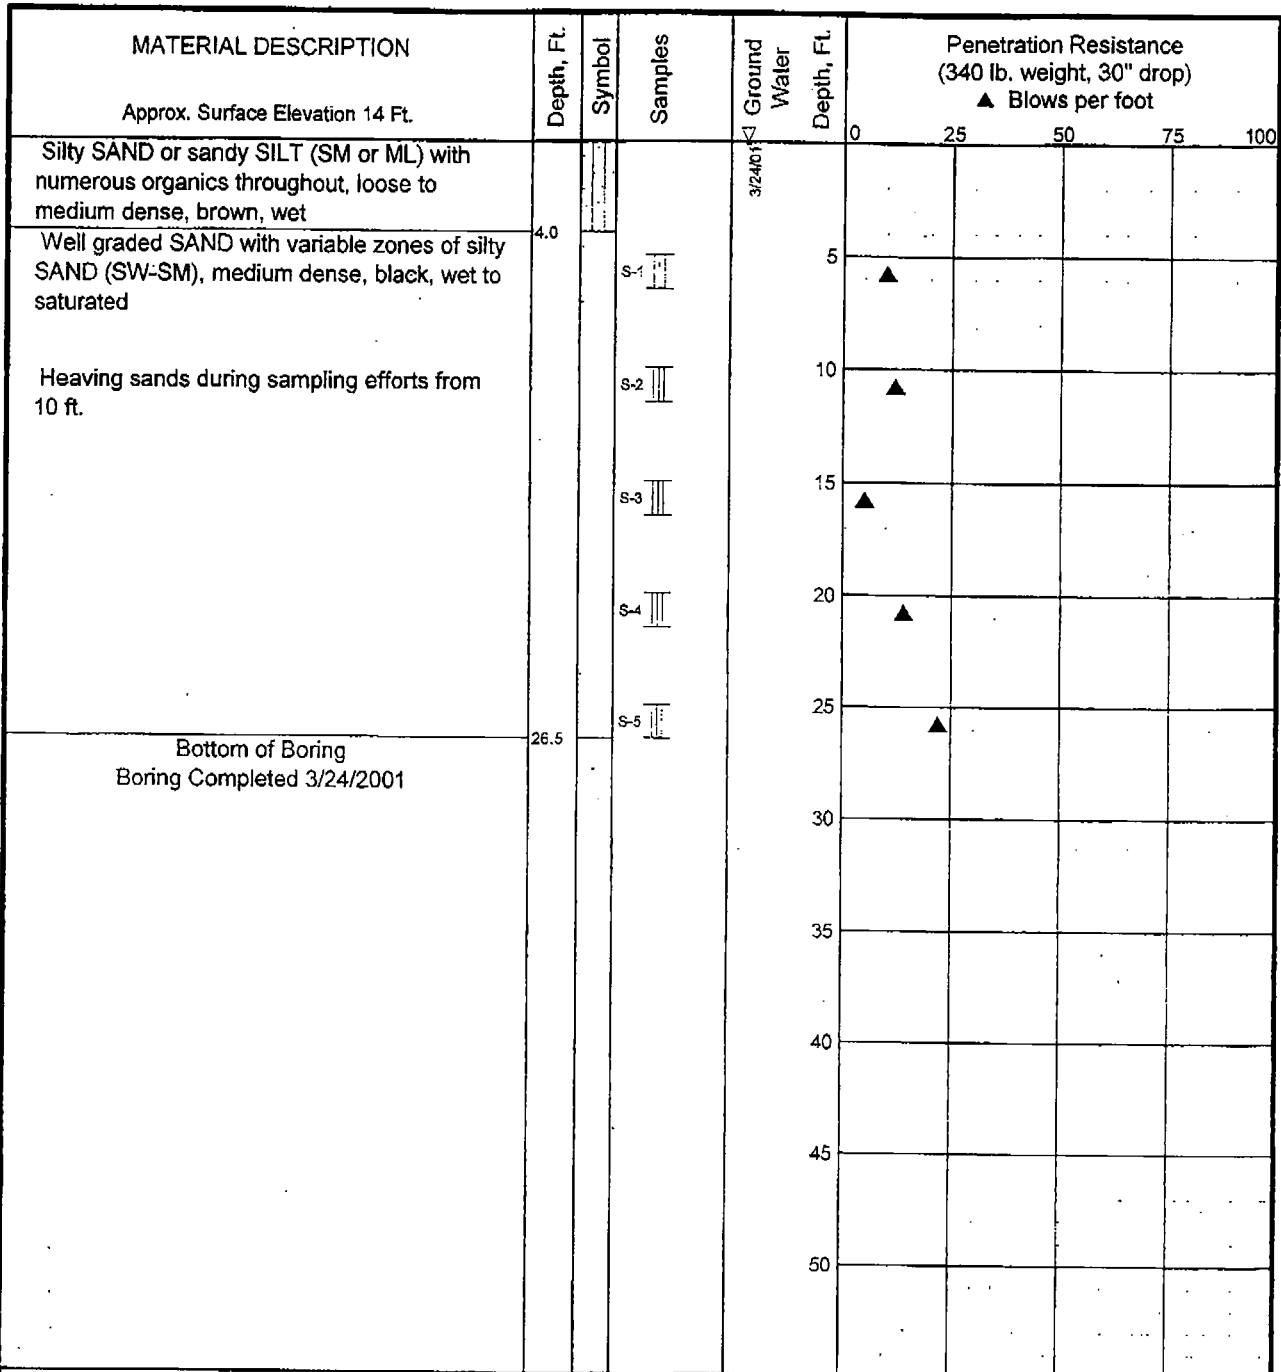 MATERIAL DESCRIPTION
Approx. Surface Elevation 14 Ft.
Depth, Ft.
Symbol
Samples
Ground
Water
Depth, Ft.
Penetration Resistance
(340 lb. weight, 30" drop)
▲ Blows per foot
0 25 50 75 100
3/24/01
Silty SAND or sandy SILT (SM or ML) with
numerous organics throughout, loose to
medium dense, brown, wet
4.0
Well graded SAND with variable zones of silty
SAND (SW-SM), medium dense, black, wet to
saturated
S-1
5
Heaving sands during sampling efforts from
10 ft.
S-2
10
S-3
15
S-4
20
S-5
25
26.5
Bottom of Boring
Boring Completed 3/24/2001
30
35
40
45
50